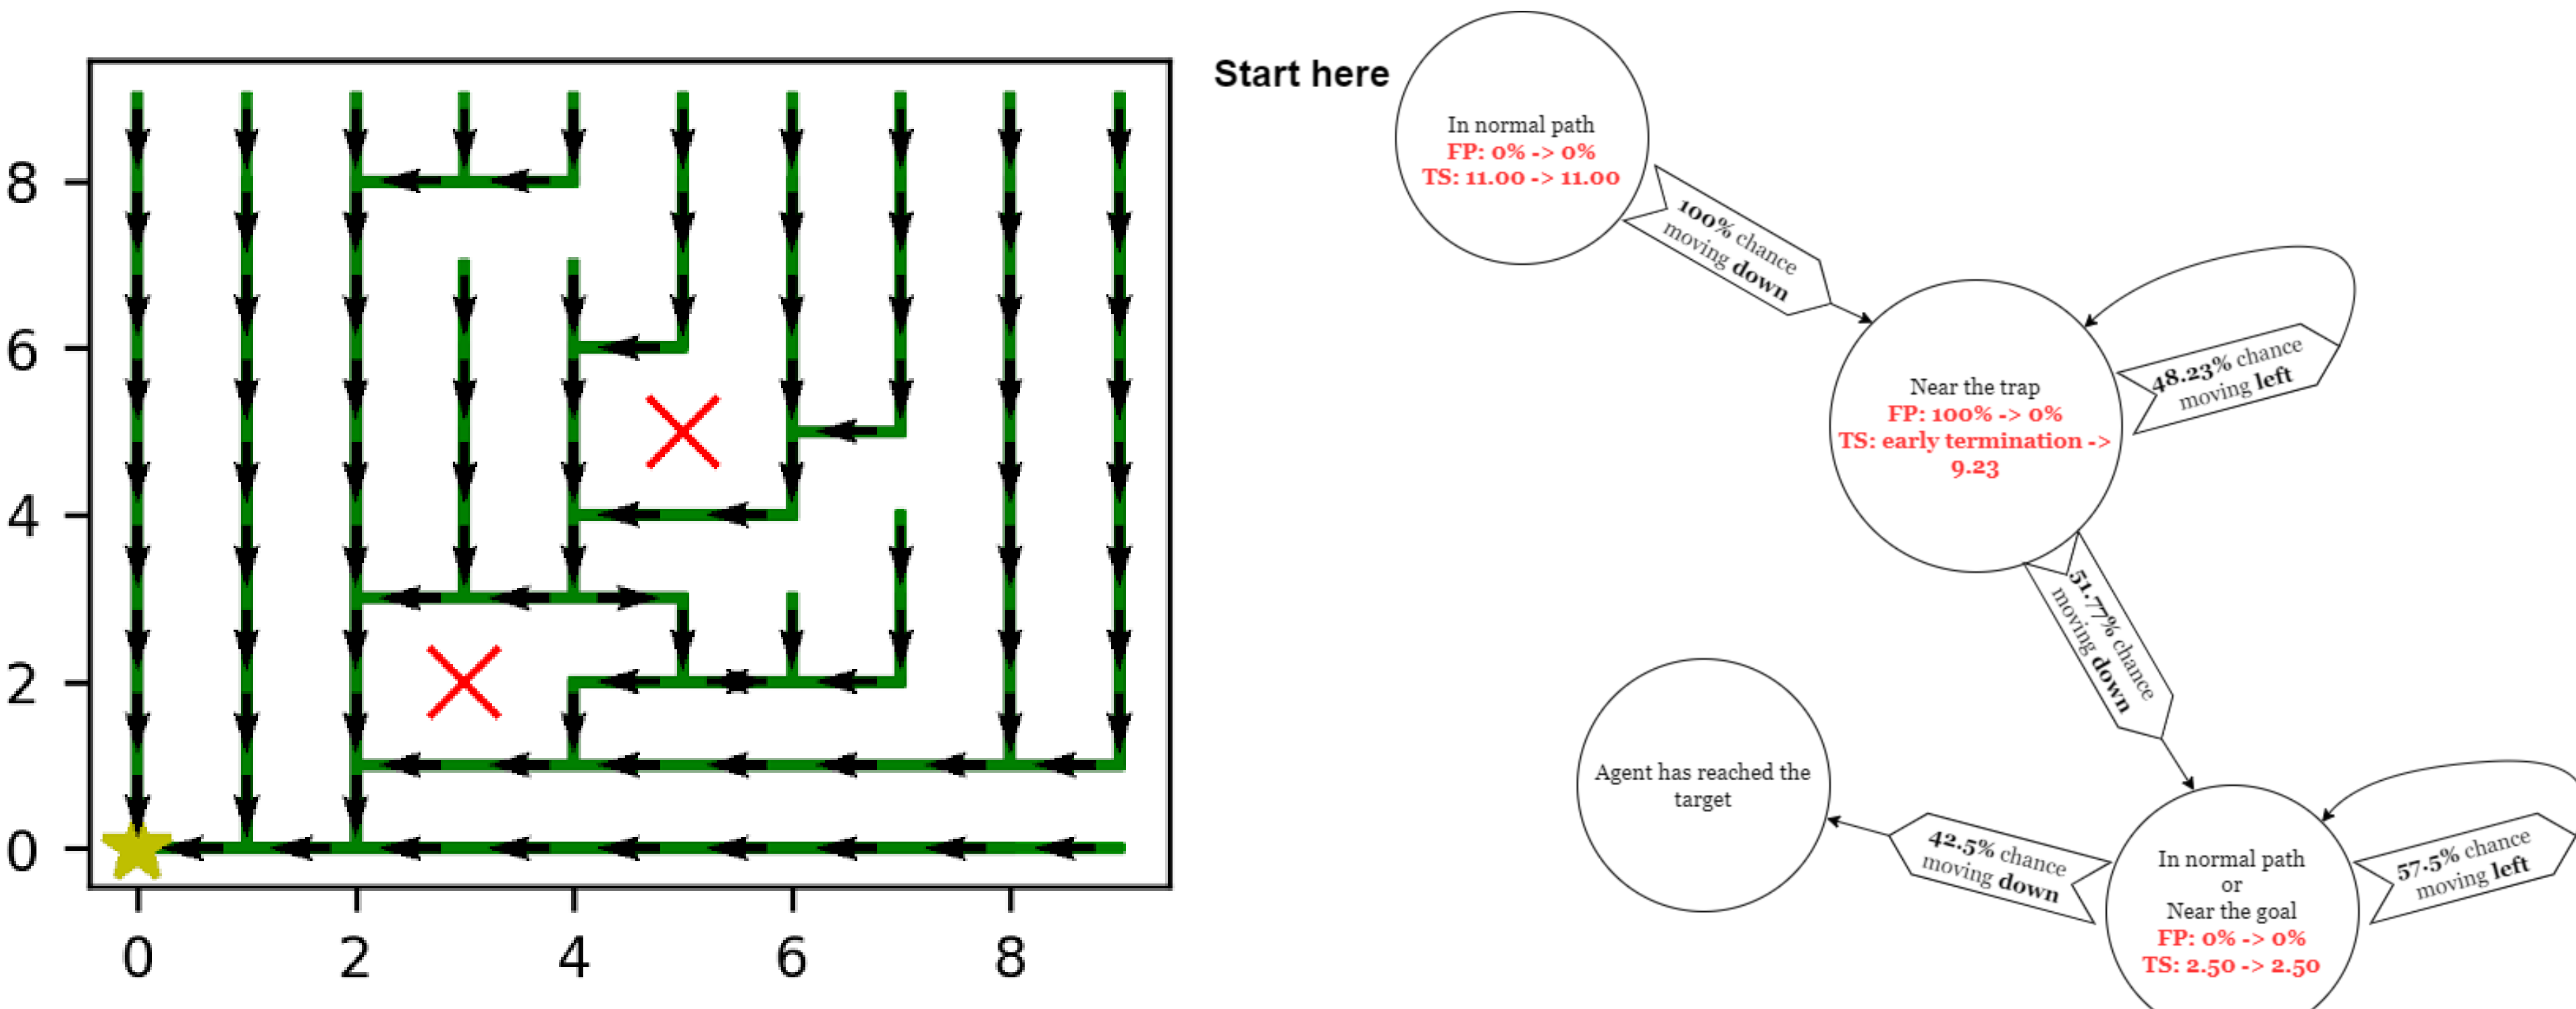 8
6
4
2
0
0
2
4
6
8
Start here
In normal path
FP: 0% -> 0%
TS: 11.00 -> 11.00
100% chance
moving down
Near the trap
FP: 100% -> 0%
TS: early termination ->
9.23
48.23% chance
moving left
51.77% chance
moving down
In normal path
or
Near the goal
FP: 0% -> 0%
TS: 2.50 -> 2.50
57.5% chance
moving left
42.5% chance
moving down
Agent has reached the
target